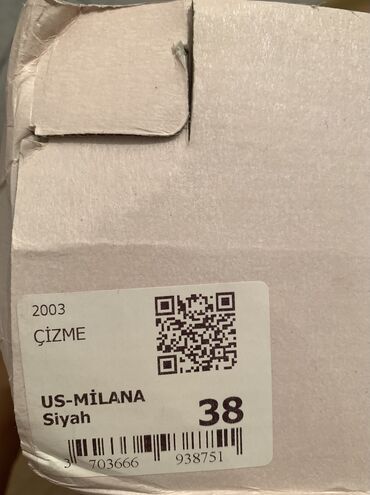 2003
ÇİZME
US-MİLANA
Siyah
38
3 703666 938751